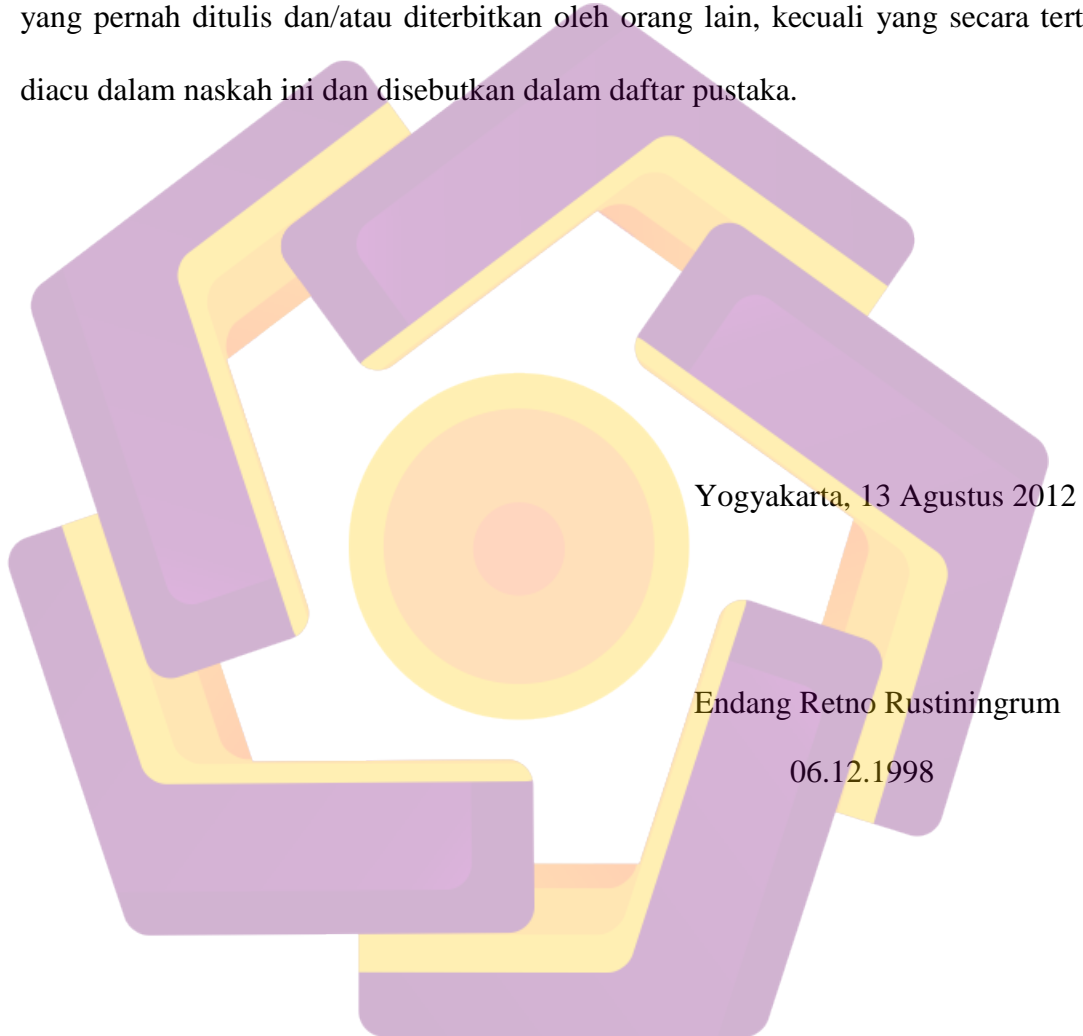 yang pernah ditulis dan/atau diterbitkan oleh orang lain, kecuali yang secara tert
diacu dalam naskah ini dan disebutkan dalam daftar pustaka.
Yogyakarta, 13 Agustus 2012
Endang Retno Rustiningrum
06.12.1998